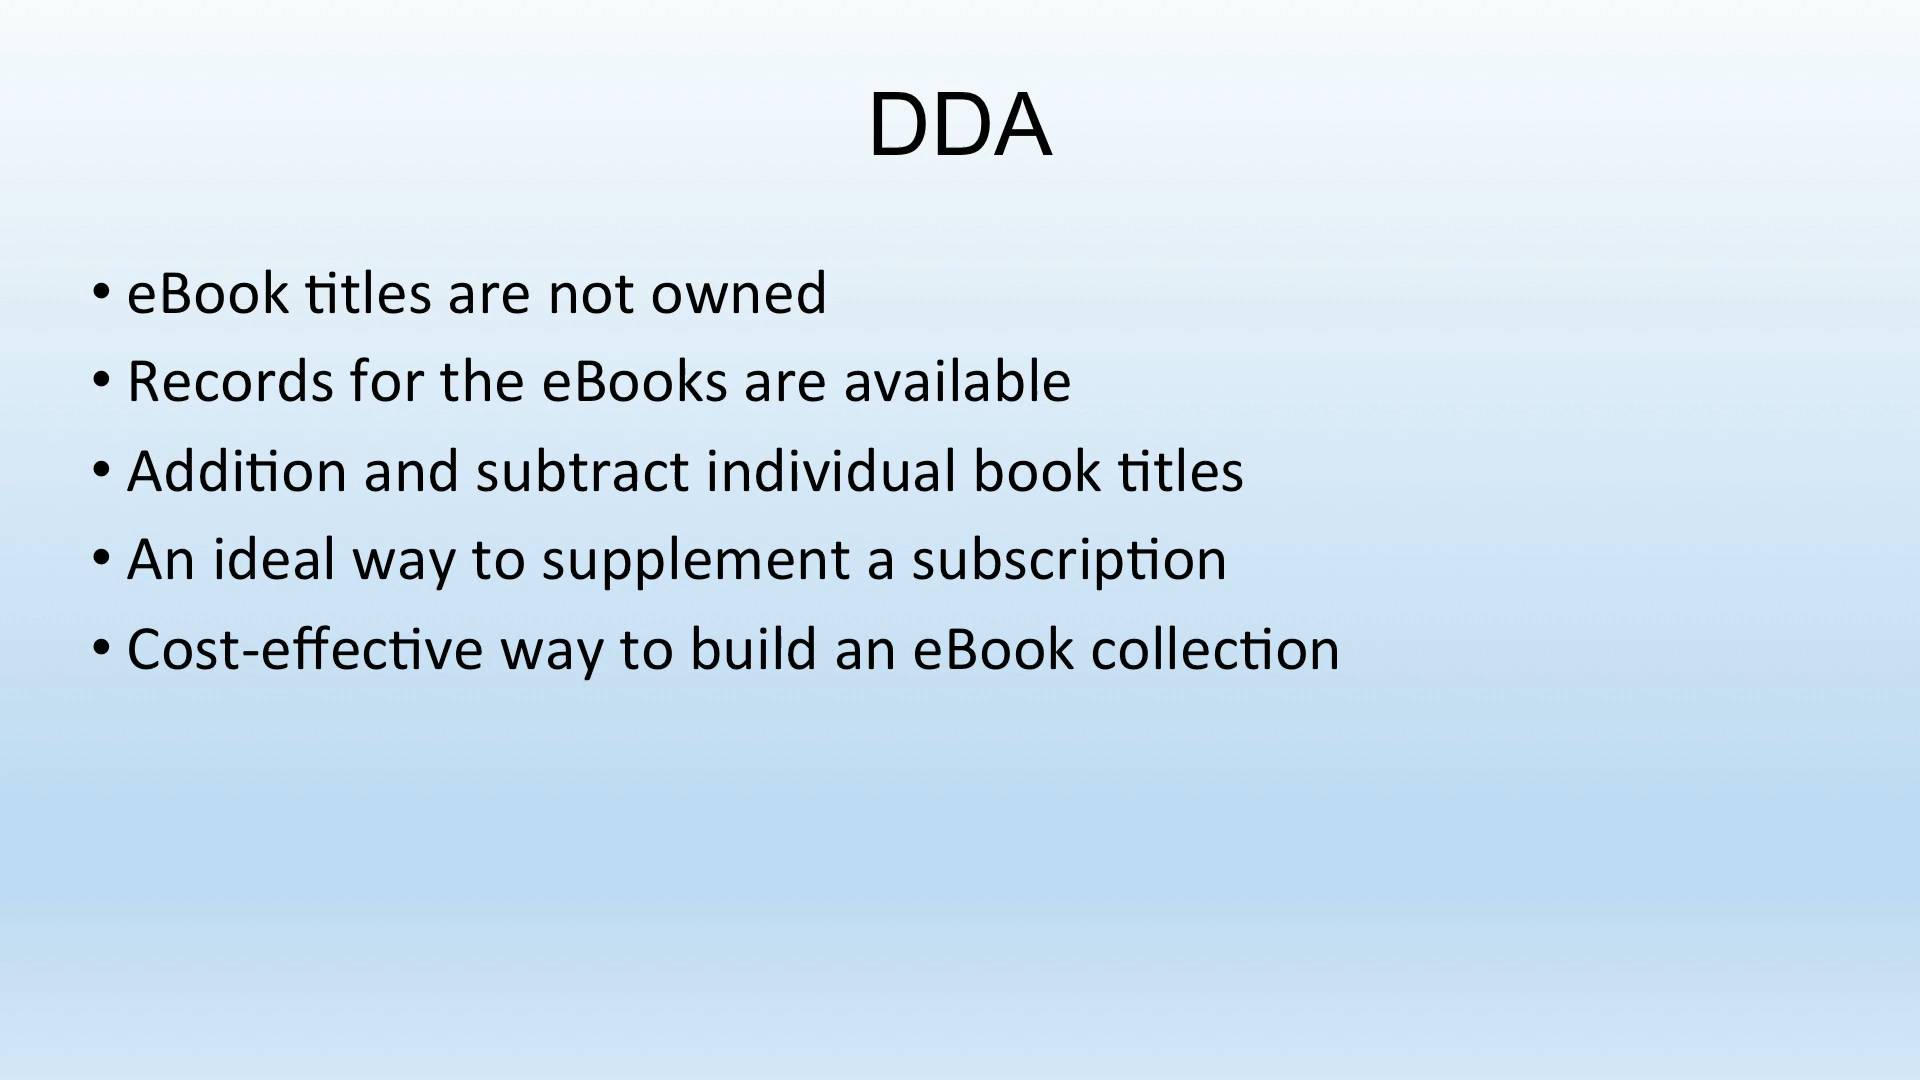 DDA
• eBook titles are not owned
• Records for the eBooks are available
• Addition and subtract individual book titles
• An ideal way to supplement a subscription
• Cost-effective way to build an eBook collection